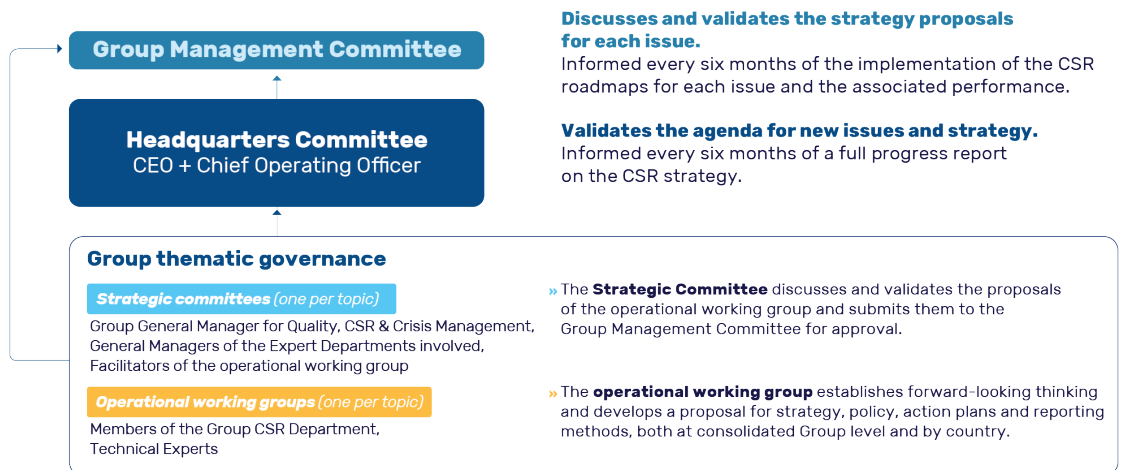 Group Management Committee
Discusses and validates the strategy proposals
for each issue.
Informed every six months of the implementation of the CSR
roadmaps for each issue and the associated performance.
Headquarters Committee
CEO + Chief Operating Officer
Validates the agenda for new issues and strategy.
Informed every six months of a full progress report
on the CSR strategy.
Group thematic governance
Strategic committees (one per topic)
Group General Manager for Quality, CSR & Crisis Management,
General Managers of the Expert Departments involved,
Facilitators of the operational working group
» The Strategic Committee discusses and validates the proposals
of the operational working group and submits them to the
Group Management Committee for approval.
Operational working groups (one per topic)
Members of the Group CSR Department,
Technical Experts
» The operational working group establishes forward-looking thinking
and develops a proposal for strategy, policy, action plans and reporting
methods, both at consolidated Group level and by country.